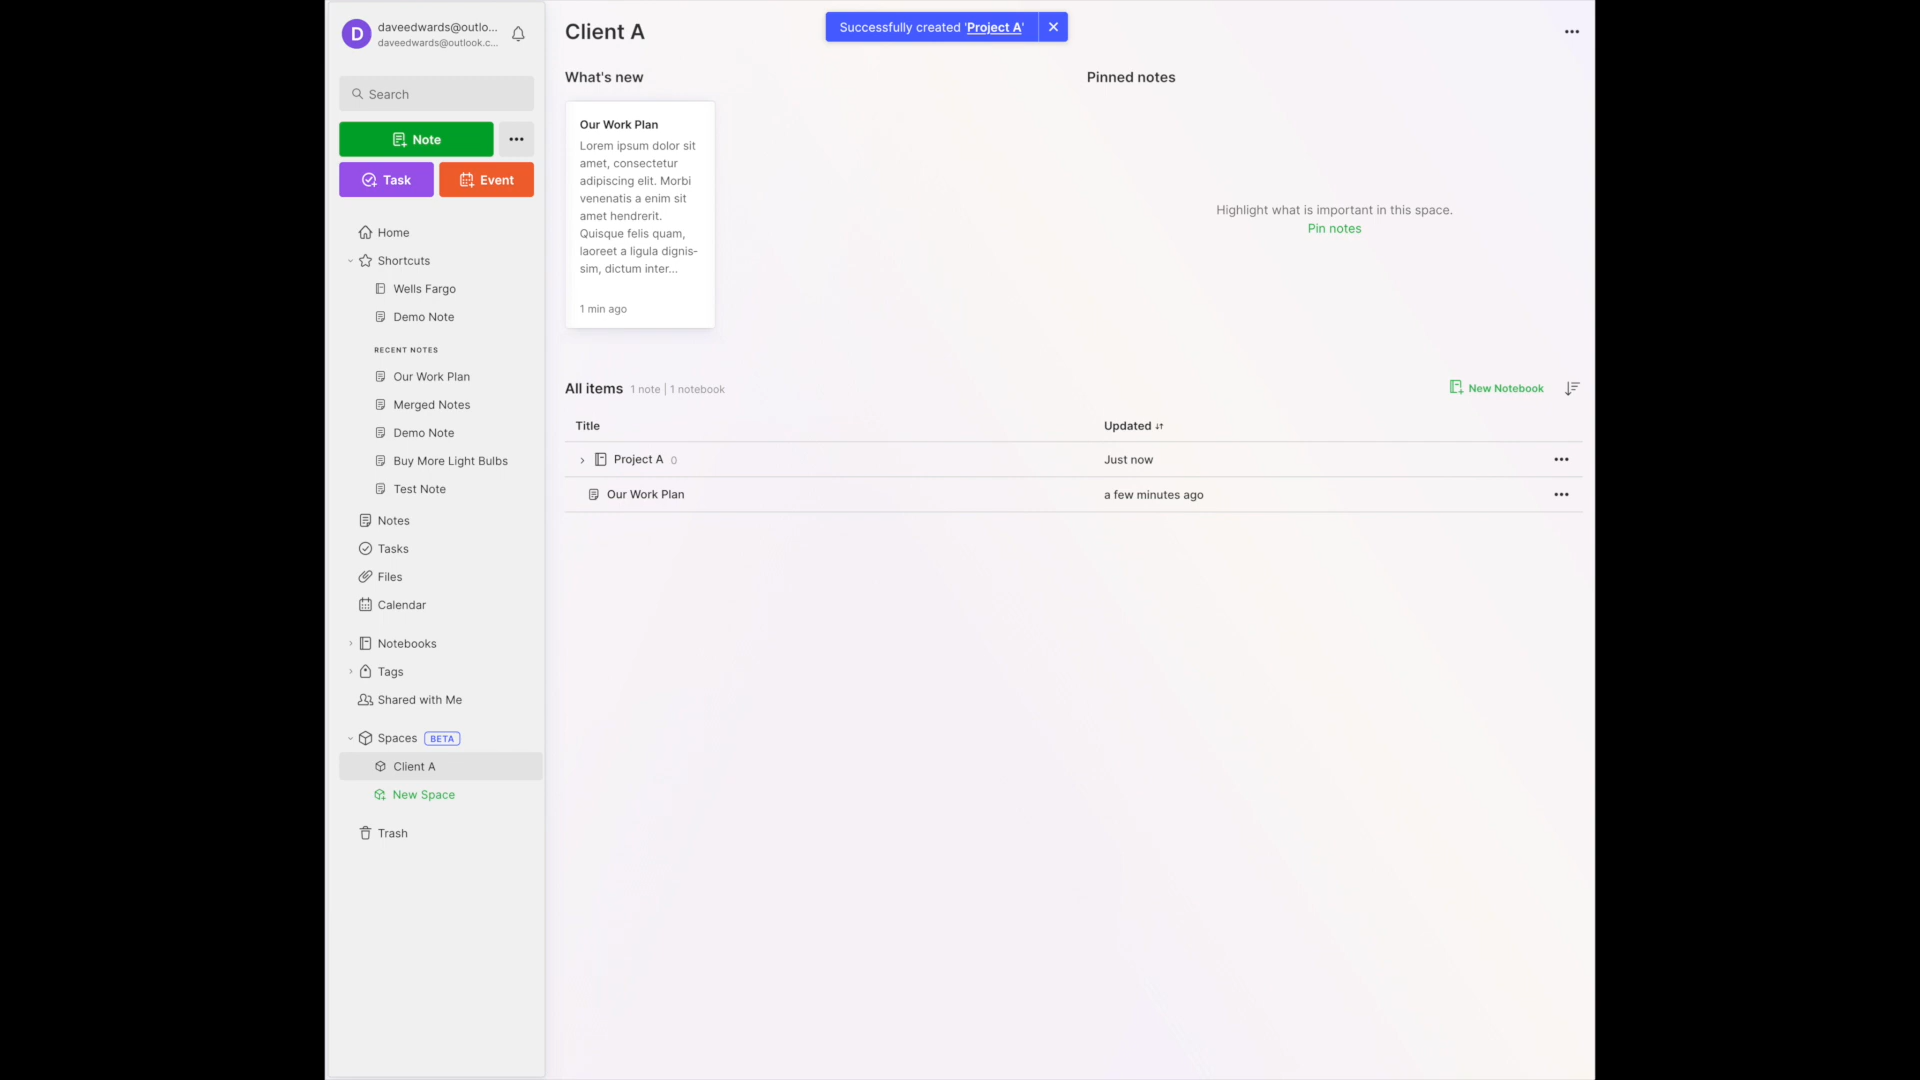 D
daveedwards@outlo...
daveedwards@outlook.c...
Search
Note
Task
Event
Home
Shortcuts
Wells Fargo
Demo Note
RECENT NOTES
Our Work Plan
Merged Notes
Demo Note
Buy More Light Bulbs
Test Note
Notes
Tasks
Files
Calendar
Notebooks
Tags
Shared with Me
Spaces BETA
Client A
New Space
Trash
Client A
Successfully created 'Project A'
What's new
Our Work Plan
Lorem ipsum dolor sit
amet, consectetur
adipiscing elit. Morbi
venenatis a enim sit
amet hendrerit.
Quisque felis quam,
laoreet a ligula dignis-
sim, dictum inter...
1 min ago
Pinned notes
Highlight what is important in this space.
Pin notes
All items 1 note | 1 notebook
New Notebook
Title Updated
Project A 0 Just now
Our Work Plan a few minutes ago